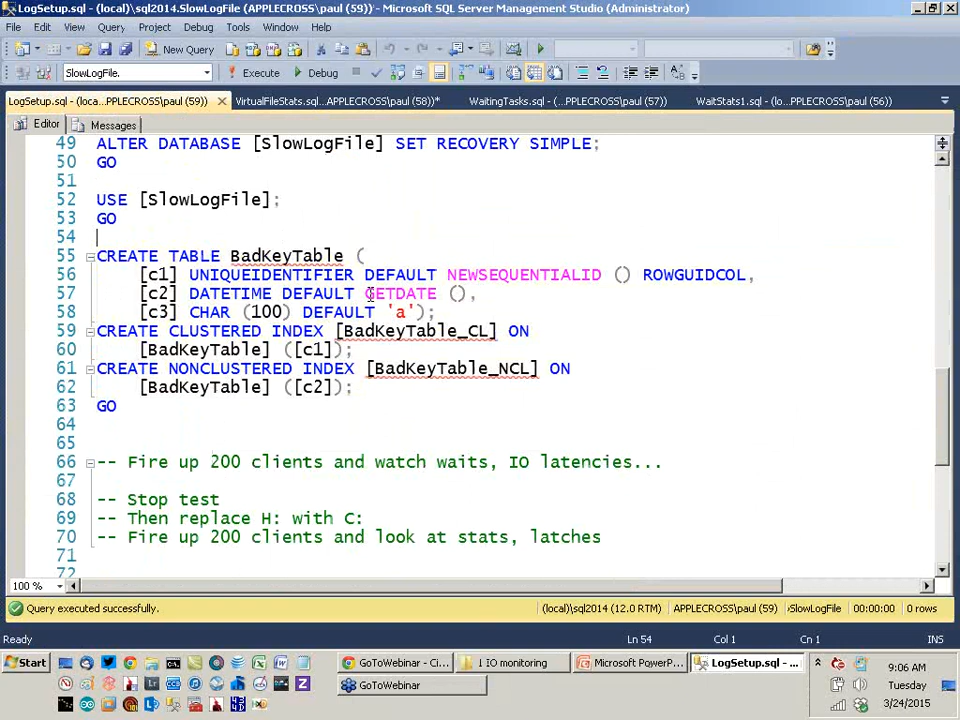 LogSetup.sql - (local)\sql2014.SlowLogFile (APPLECROSS\paul (59)) - Microsoft SQL Server Management Studio (Administrator)
File Edit View Query Project Debug Tools Window Help
New Query
SlowLogFile. Execute Debug
LogSetup.sql - (loca...PPLECROSS\paul (59)) VirtualFileStats.sql...APPLECROSS\paul (58))* WaitingTasks.sql - (...PPLECROSS\paul (57)) WaitStats1.sql - (lo...PPLECROSS\paul (56))
Editor Messages
49 ALTER DATABASE [SlowLogFile] SET RECOVERY SIMPLE;
50 GO
51
52 USE [SlowLogFile];
53 GO
54
55 CREATE TABLE BadKeyTable (
56 [c1] UNIQUEIDENTIFIER DEFAULT NEWSEQUENTIALID () ROWGUIDCOL,
57 [c2] DATETIME DEFAULT GETDATE (),
58 [c3] CHAR (100) DEFAULT 'a');
59 CREATE CLUSTERED INDEX [BadKeyTable_CL] ON
60 [BadKeyTable] ([c1]);
61 CREATE NONCLUSTERED INDEX [BadKeyTable_NCL] ON
62 [BadKeyTable] ([c2]);
63 GO
64
65
66 -- Fire up 200 clients and watch waits, IO latencies...
67
68 -- Stop test
69 -- Then replace H: with C:
70 -- Fire up 200 clients and look at stats, latches
71
72
100 %
Query executed successfully. (local)\sql2014 (12.0 RTM) APPLECROSS\paul (59) SlowLogFile 00:00:00 0 rows
Ready Ln 54 Col 1 Cn 1 INS
Start GoToWebinar - Ci... 1 IO monitoring Microsoft PowerP... LogSetup.sql - ... 9:06 AM
GoToWebinar Tuesday
3/24/2015